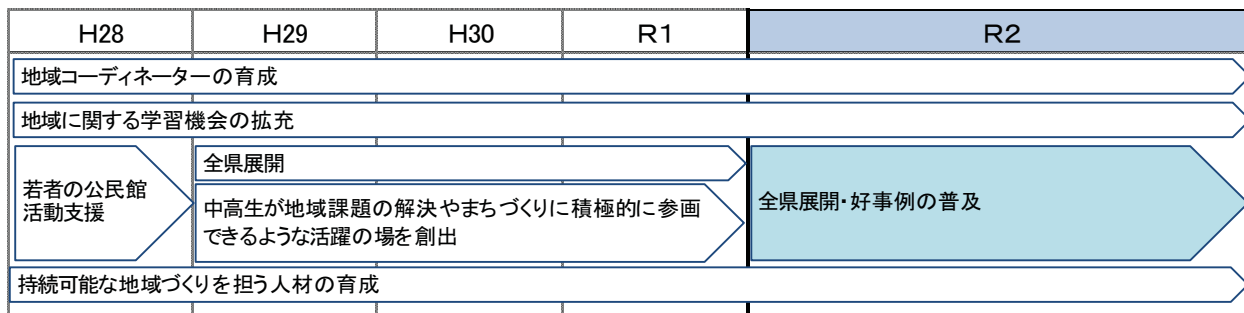 H28 H29 H30 R1 R2
地域コーディネーターの育成
地域に関する学習機会の拡充
若者の公民館
活動支援
全県展開
中高生が地域課題の解決やまちづくりに積極的に参画
できるような活躍の場を創出
全県展開・好事例の普及
持続可能な地域づくりを担う人材の育成